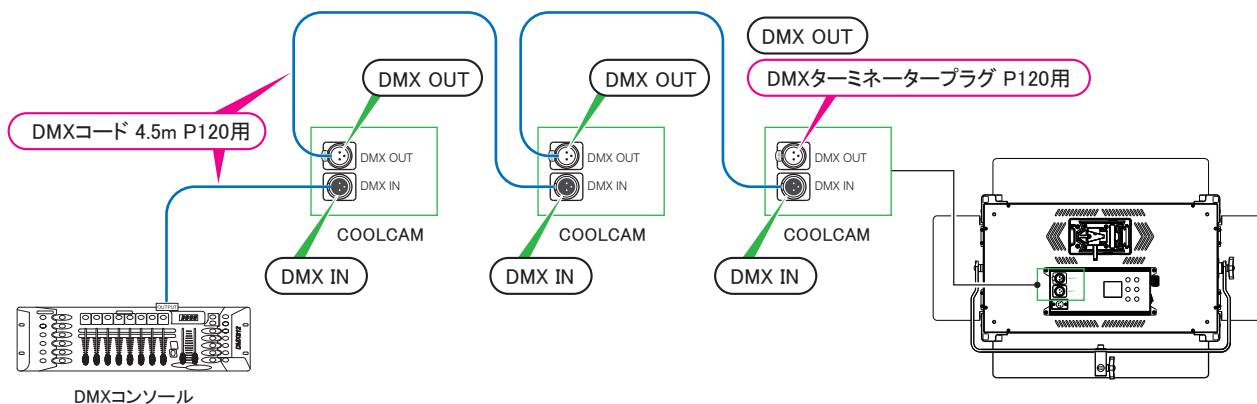 DMX OUT
DMX OUT
DMX OUT
DMXターミネータープラグ P120用
DMXコード 4.5m P120用
DMX OUT
DMX IN
COOLCAM
DMX IN
DMX OUT
DMX IN
COOLCAM
DMX IN
DMX OUT
DMX IN
COOLCAM
DMX IN
OUTPUT
DMX512
DMXコンソール